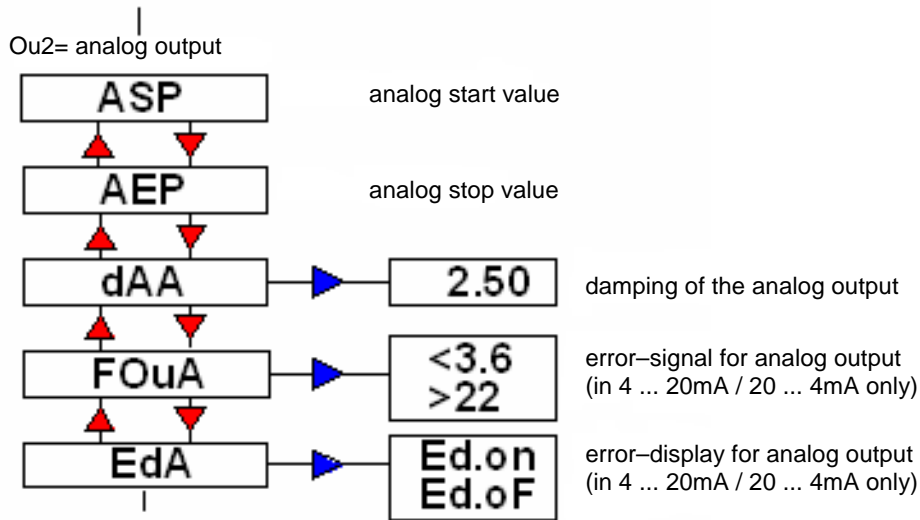 Ou2= analog output
ASP
analog start value
AEP
analog stop value
dAA
2.50
damping of the analog output
FOuA
<3.6
>22
error–signal for analog output
(in 4 ... 20mA / 20 ... 4mA only)
EdA
Ed.on
Ed.oF
error–display for analog output
(in 4 ... 20mA / 20 ... 4mA only)